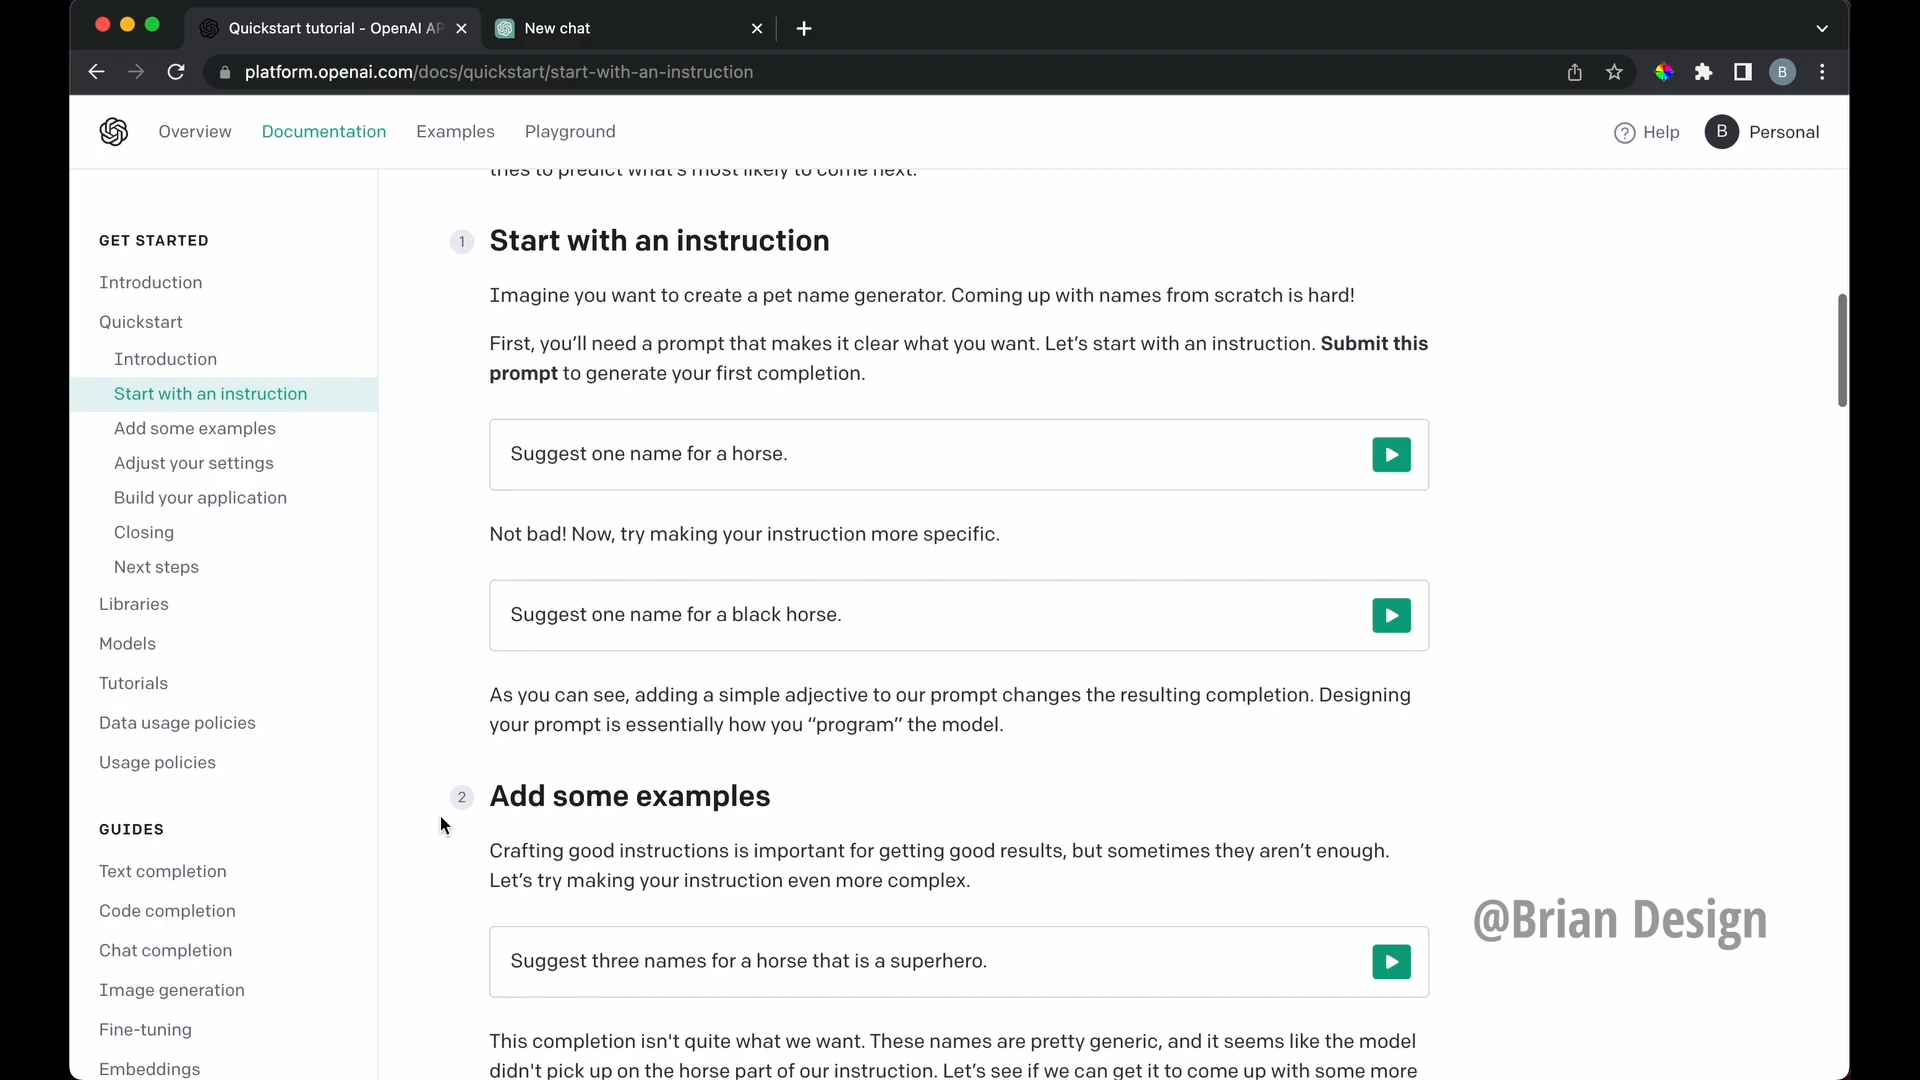 Quickstart tutorial - OpenAI AP
New chat
platform.openai.com/docs/quickstart/start-with-an-instruction
B
Overview
Documentation
Examples
Playground
Help
B
Personal
GET STARTED
Introduction
Quickstart
Introduction
Start with an instruction
Add some examples
Adjust your settings
Build your application
Closing
Next steps
Libraries
Models
Tutorials
Data usage policies
Usage policies
GUIDES
Text completion
Code completion
Chat completion
Image generation
Fine-tuning
Embeddings
tries to predict what's most likely to come next.
1 Start with an instruction
Imagine you want to create a pet name generator. Coming up with names from scratch is hard!
First, you’ll need a prompt that makes it clear what you want. Let’s start with an instruction. Submit this
prompt to generate your first completion.
Suggest one name for a horse.
Not bad! Now, try making your instruction more specific.
Suggest one name for a black horse.
As you can see, adding a simple adjective to our prompt changes the resulting completion. Designing
your prompt is essentially how you “program” the model.
2 Add some examples
Crafting good instructions is important for getting good results, but sometimes they aren’t enough.
Let’s try making your instruction even more complex.
Suggest three names for a horse that is a superhero.
This completion isn't quite what we want. These names are pretty generic, and it seems like the model
didn't pick up on the horse part of our instruction. Let’s see if we can get it to come up with some more
@Brian Design